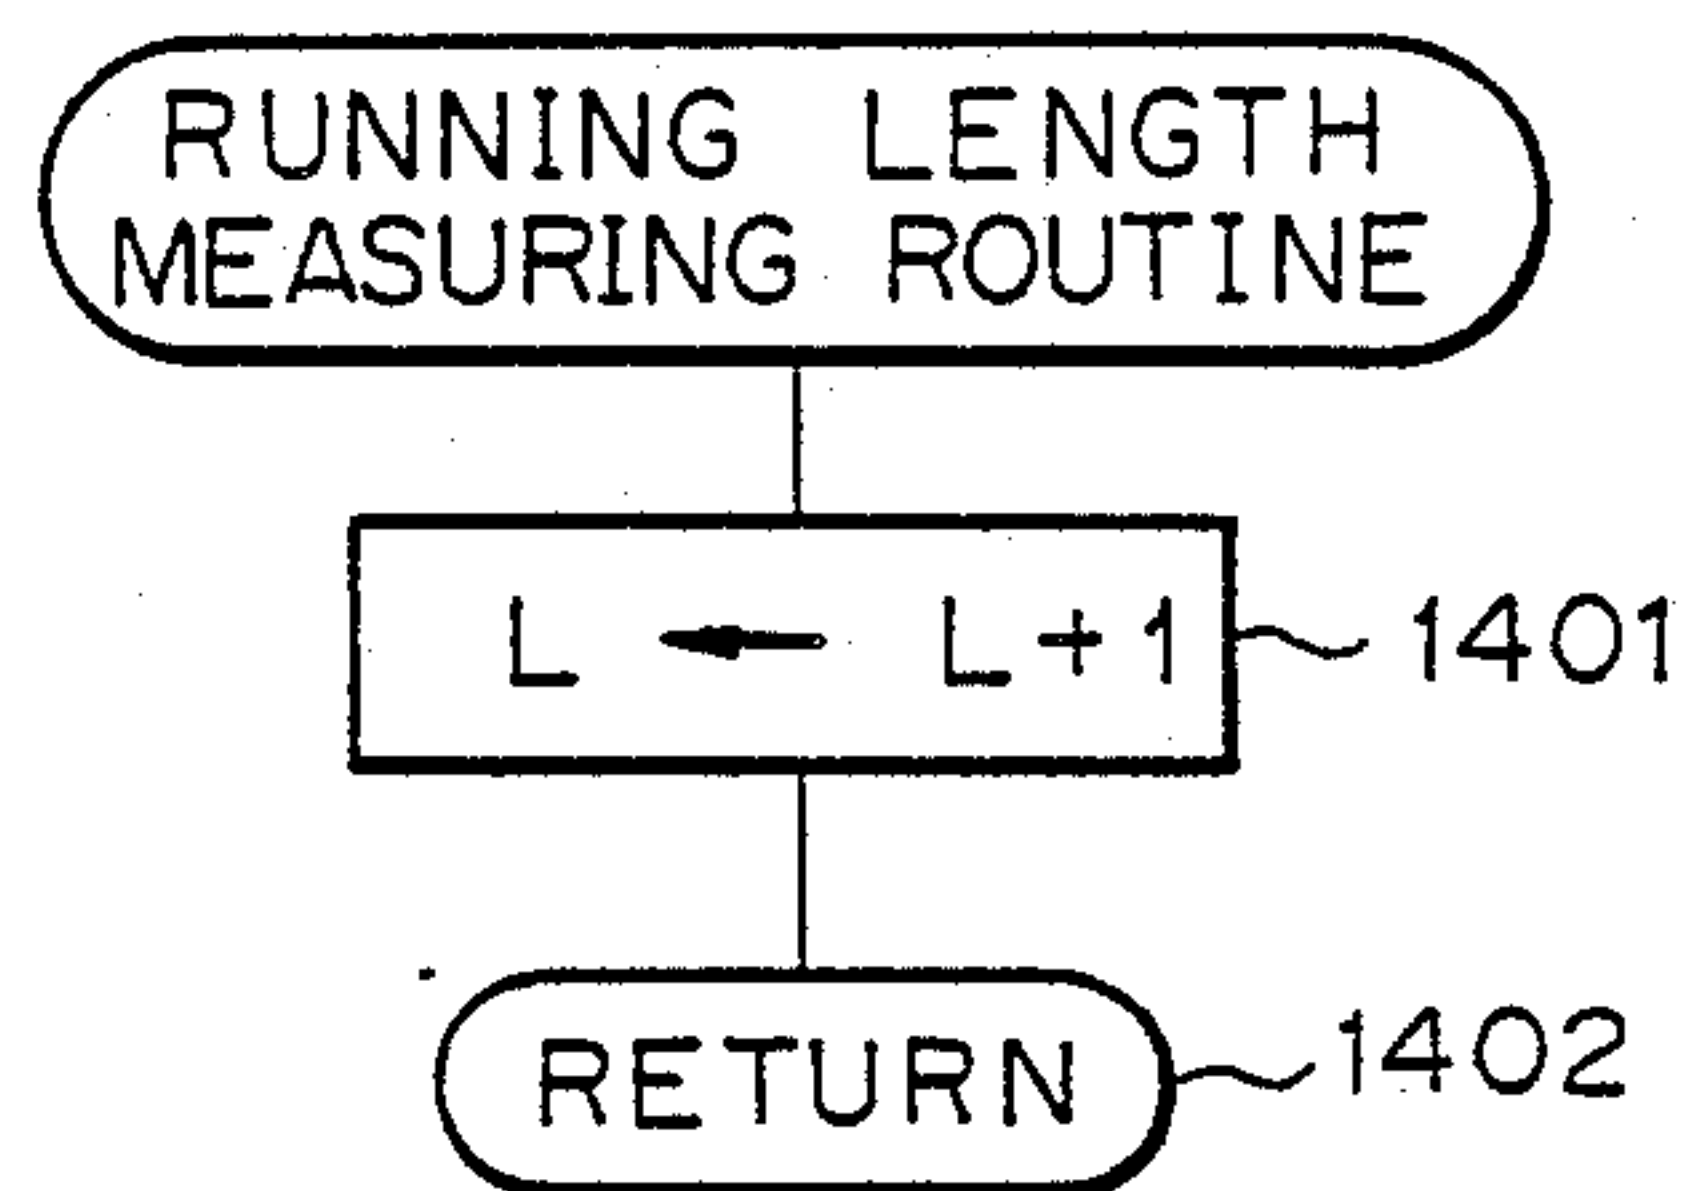 RUNNING LENGTH
MEASURING ROUTINE
L ← L+1
1401
RETURN
1402